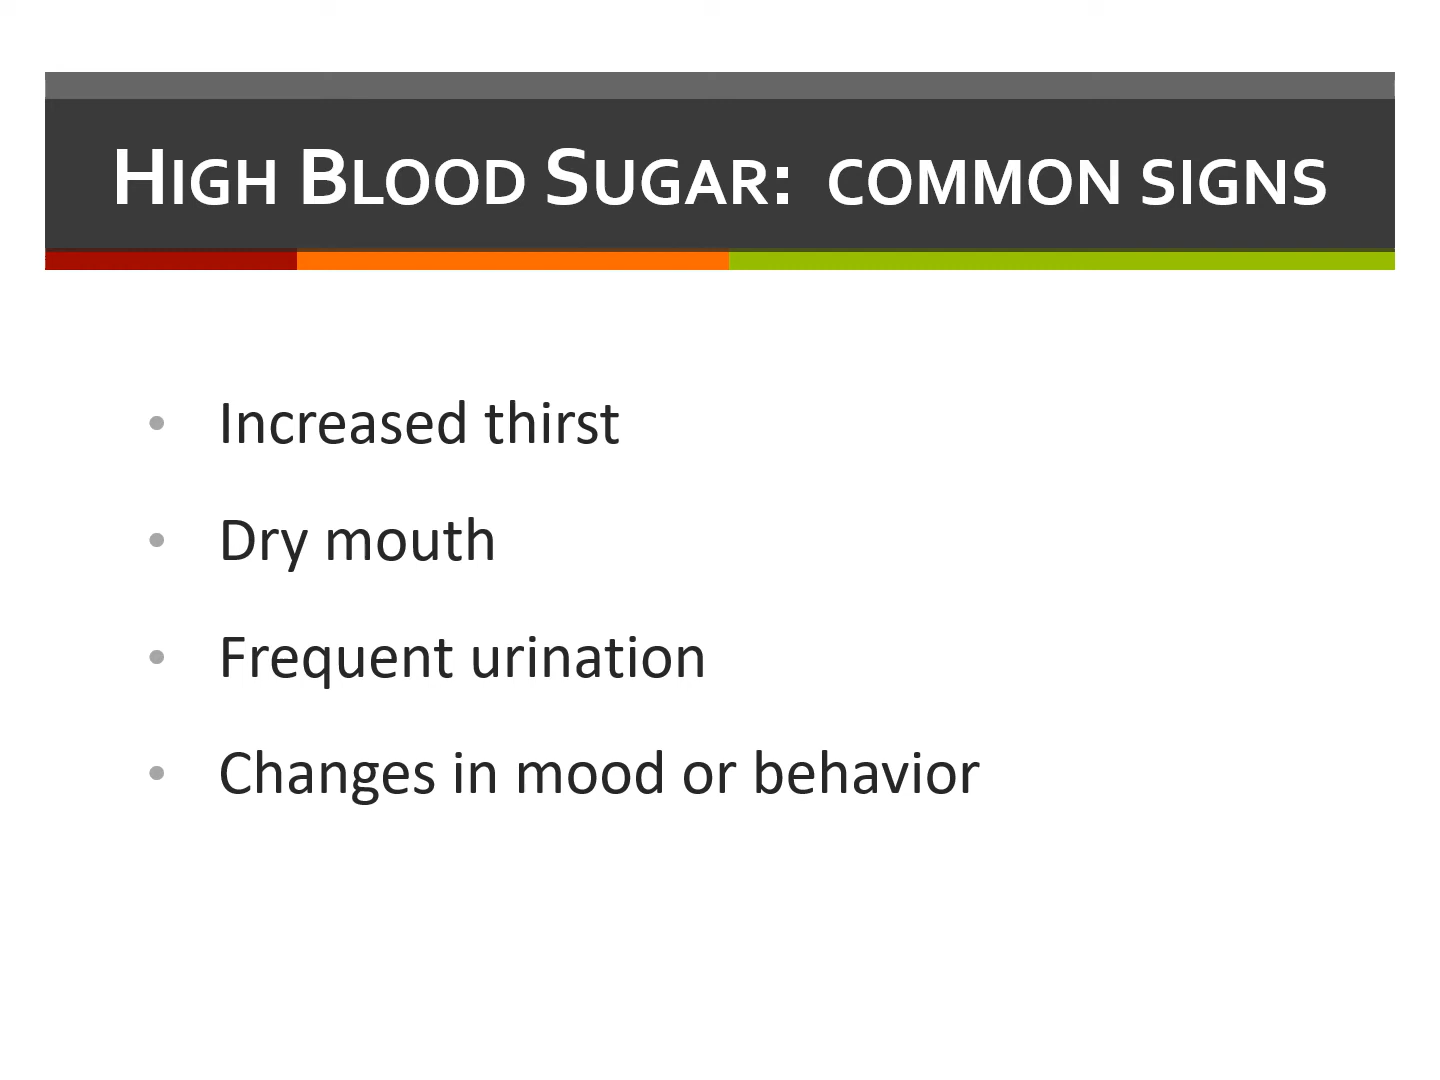 High Blood Sugar: common signs
• Increased thirst
• Dry mouth
• Frequent urination
• Changes in mood or behavior